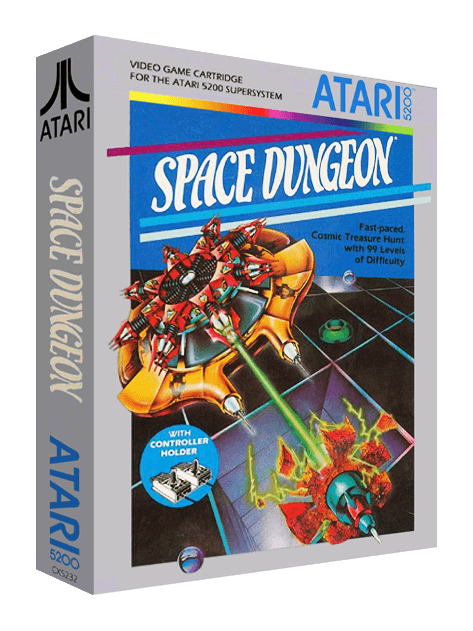 ATARI
SPACE DUNGEON
ATARI
5200
CX5232
VIDEO GAME CARTRIDGE
FOR THE ATARI 5200 SUPERSYSTEM
ATARI 5200
SPACE DUNGEON
Fast-paced,
Cosmic Treasure Hunt
with 99 Levels
of Difficulty
WITH
CONTROLLER
HOLDER